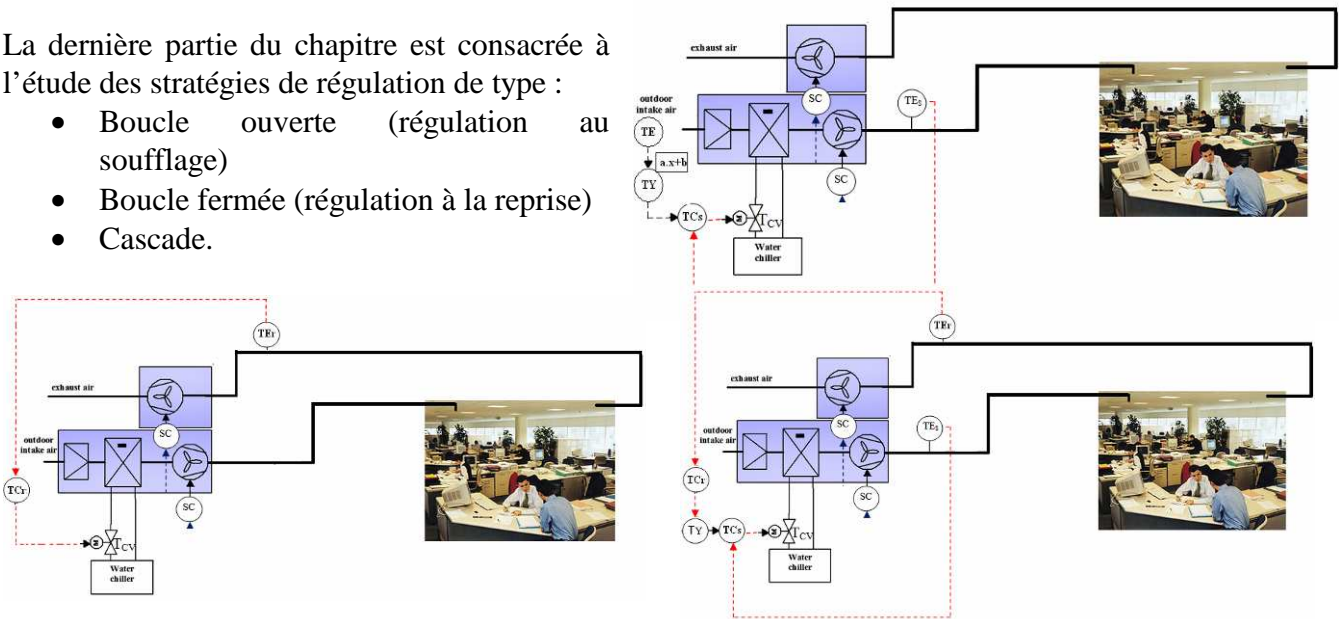 La dernière partie du chapitre est consacrée à
l’étude des stratégies de régulation de type :
• Boucle ouverte (régulation au
soufflage)
• Boucle fermée (régulation à la reprise)
• Cascade.
exhaust air
outdoor
intake air
SC
TES
TE
a.x+b
TY
SC
TCs
M
TCV
Water
chiller
TEr
exhaust air
outdoor
intake air
SC
TCr
SC
M
TCV
Water
chiller
TEr
exhaust air
outdoor
intake air
SC
TES
TCr
SC
TY
TCs
M
TCV
Water
chiller